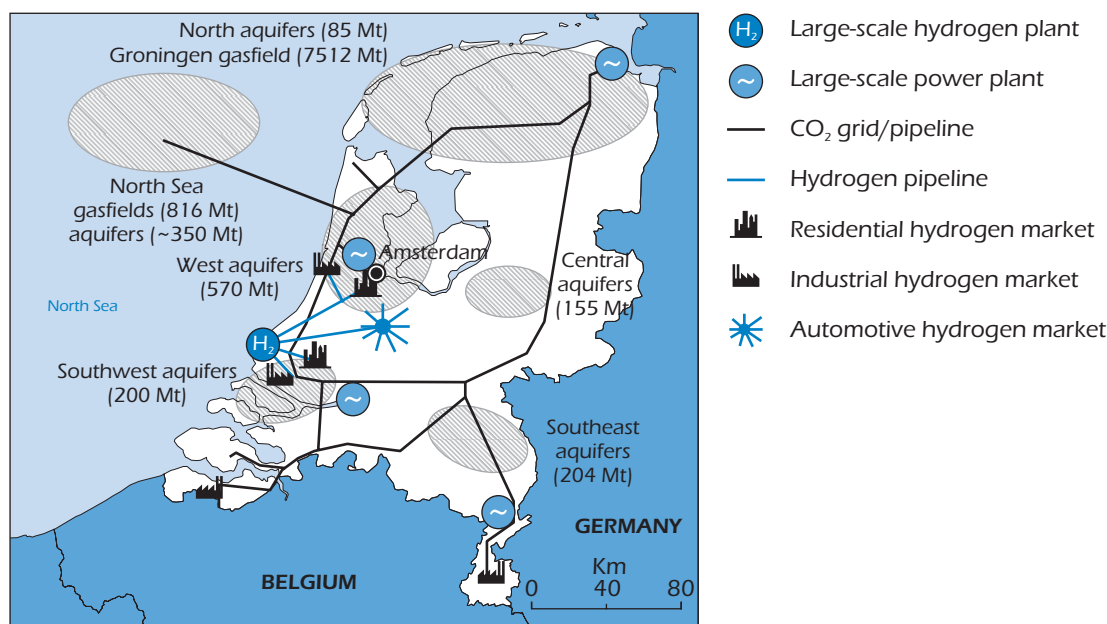 North aquifers (85 Mt)
Groningen gasfield (7512 Mt)
North Sea
gasfields (816 Mt)
aquifers (~350 Mt)
West aquifers
(570 Mt)
Amsterdam
Central
aquifers
(155 Mt)
North Sea
H₂
Southwest aquifers
(200 Mt)
Southeast
aquifers
(204 Mt)
GERMANY
BELGIUM
Km
0 40 80
H₂ Large-scale hydrogen plant
~ Large-scale power plant
CO₂ grid/pipeline
Hydrogen pipeline
Residential hydrogen market
Industrial hydrogen market
Automotive hydrogen market